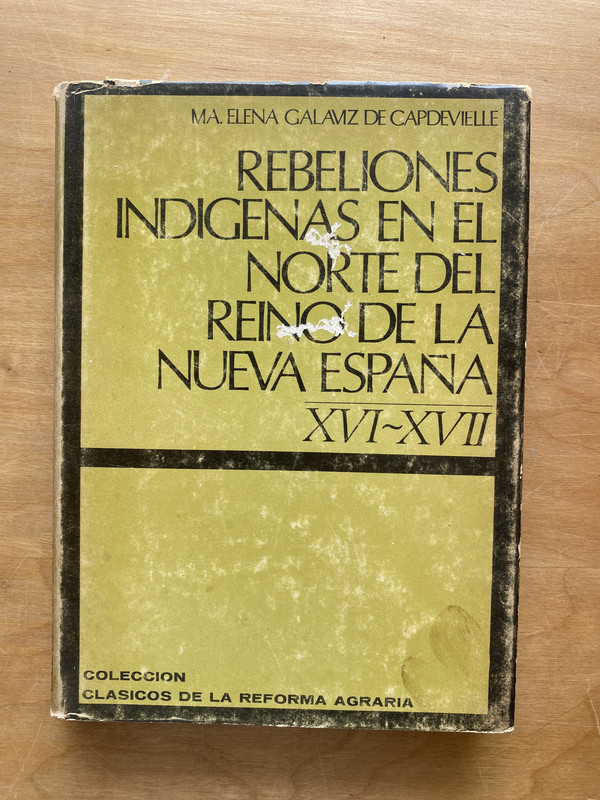 MA. ELENA GALAVIZ DE CAPDEVIELLE
REBELIONES
INDIGENAS EN EL
NORTE DEL
REINO DE LA
NUEVA ESPAÑA
XVI~XVII
COLECCION
CLASICOS DE LA REFORMA AGRARIA